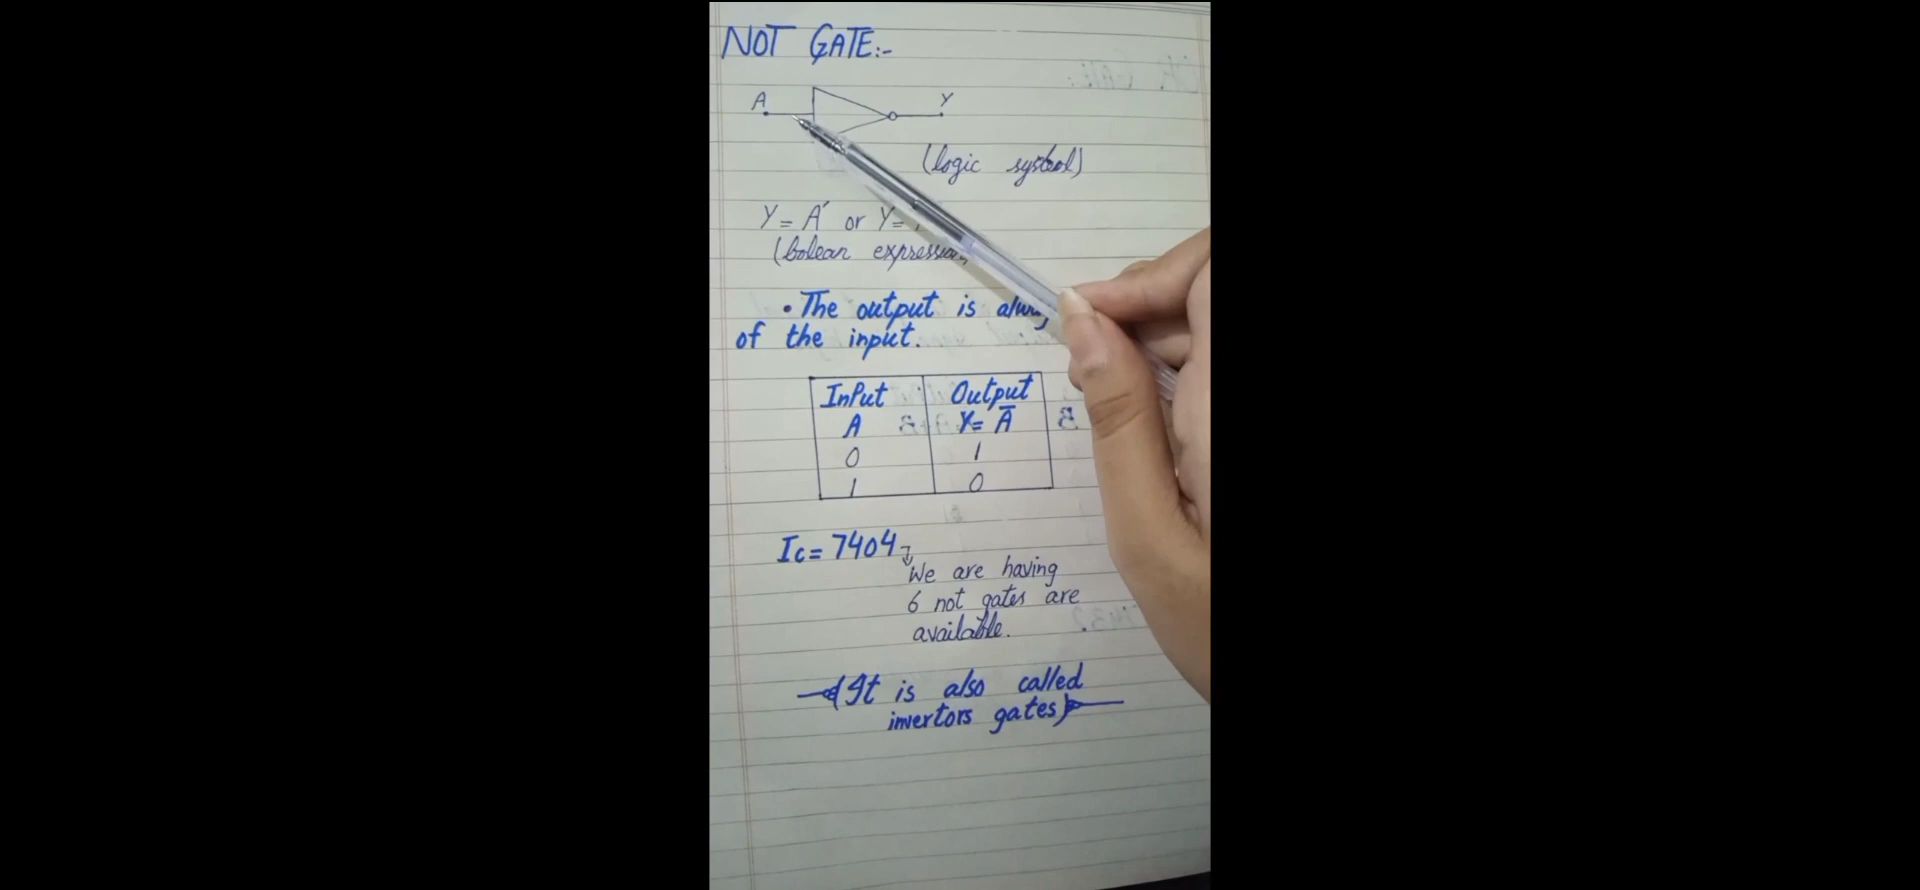 NOT GATE:-
A
Y
(logic symbol)
Y = A' or Y=
(bolean expression
• The output is
of the input.
InPut Output
A Y= A̅
0 1
1 0
Ic = 7404
We are having
6 not gates are
available.
(It is also called
invertors gates)